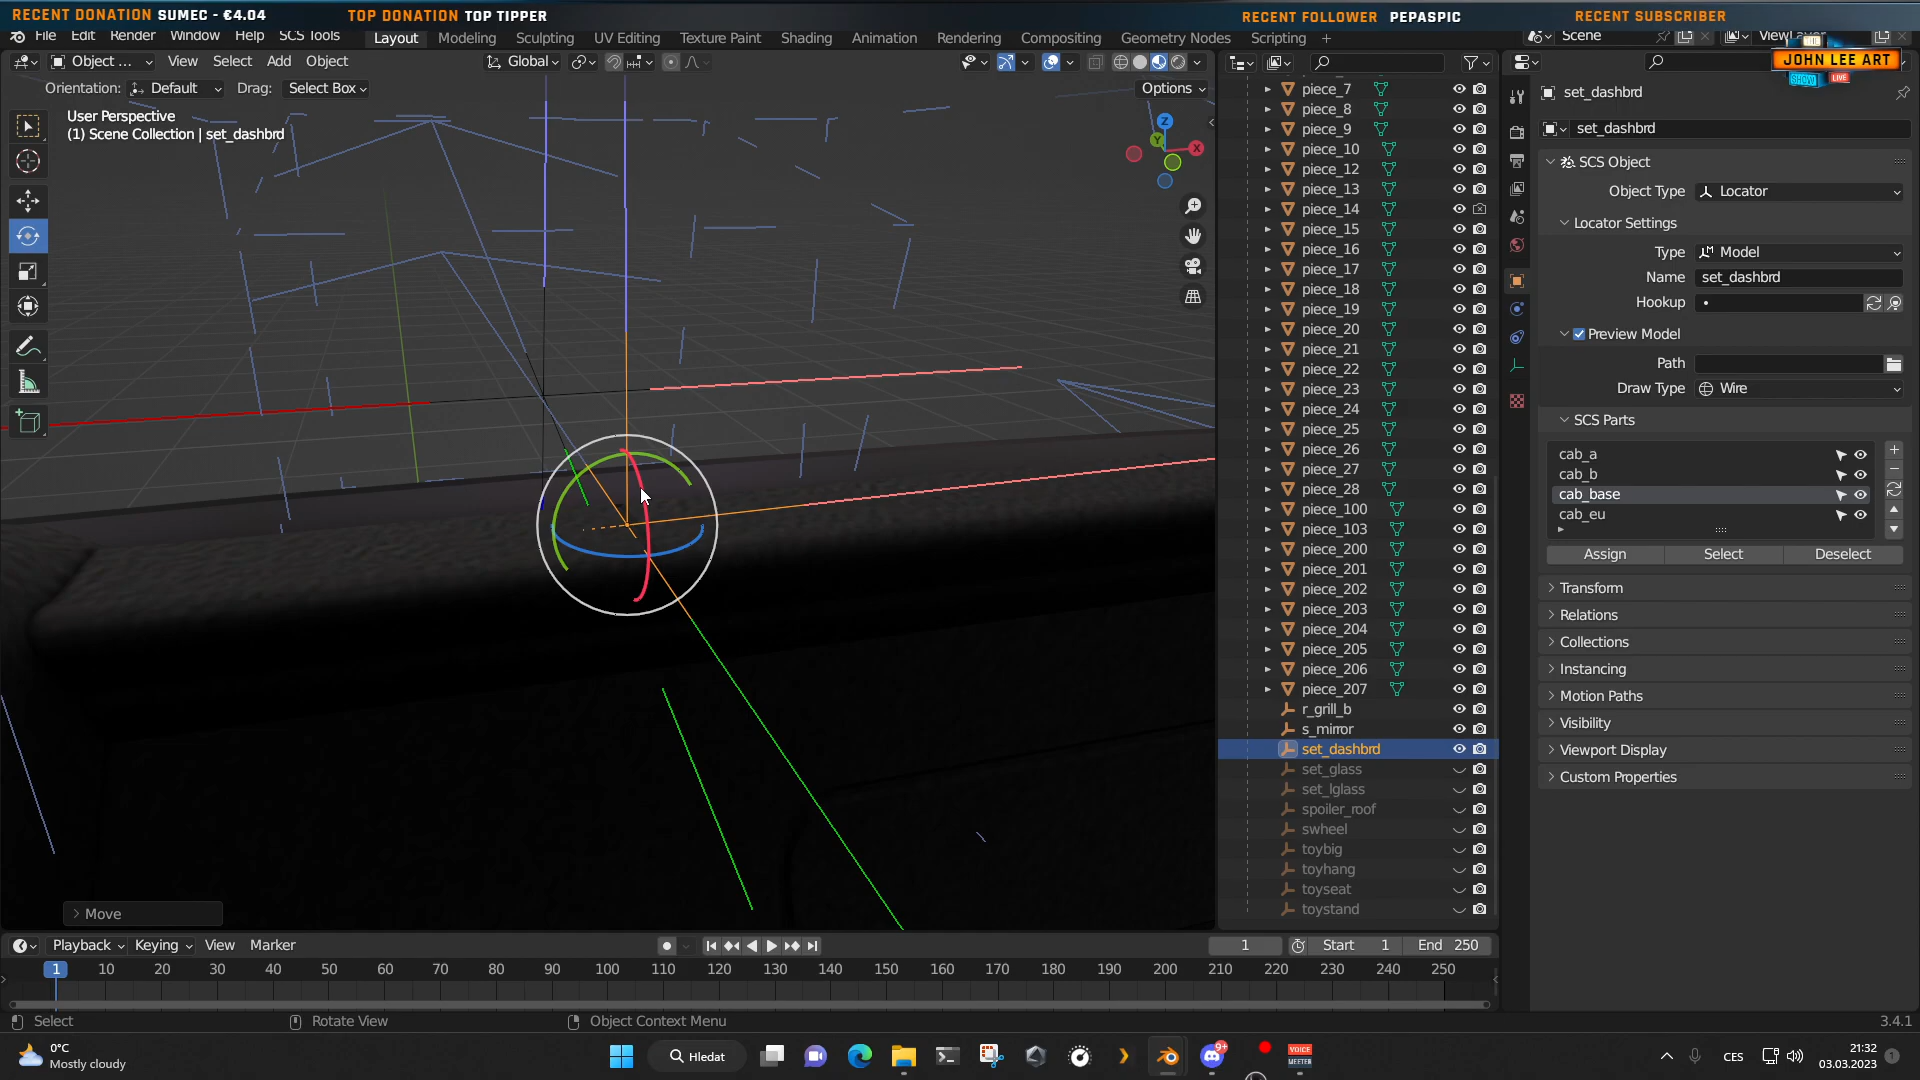 RECENT DONATION SUMEC - €4.04
TOP DONATION TOP TIPPER
RECENT FOLLOWER PEPASPIC
RECENT SUBSCRIBER
File Edit Render Window Help SCS Tools
Layout Modeling Sculpting UV Editing Texture Paint Shading Animation Rendering Compositing Geometry Nodes Scripting +
Scene
JOHN LEE ART
SHOW LIVE
Object ... View Select Add Object
Global
Orientation: Default Drag: Select Box
Options
User Perspective
(1) Scene Collection | set_dashbrd
Z
Y
X
Move
piece_7
piece_8
piece_9
piece_10
piece_12
piece_13
piece_14
piece_15
piece_16
piece_17
piece_18
piece_19
piece_20
piece_21
piece_22
piece_23
piece_24
piece_25
piece_26
piece_27
piece_28
piece_100
piece_103
piece_200
piece_201
piece_202
piece_203
piece_204
piece_205
piece_206
piece_207
r_grill_b
s_mirror
set_dashbrd
set_glass
set_lglass
spoiler_roof
swheel
toybig
toyhang
toyseat
toystand
set_dashbrd
set_dashbrd
SCS Object
Object Type Locator
Locator Settings
Type Model
Name set_dashbrd
Hookup
Preview Model
Path
Draw Type Wire
SCS Parts
cab_a
cab_b
cab_base
cab_eu
Assign Select Deselect
Transform
Relations
Collections
Instancing
Motion Paths
Visibility
Viewport Display
Custom Properties
Playback Keying View Marker
1 Start 1 End 250
1 10 20 30 40 50 60 70 80 90 100 110 120 130 140 150 160 170 180 190 200 210 220 230 240 250
Select Rotate View Object Context Menu
3.4.1
0°C
Mostly cloudy
Hledat
9+
VOICE
MEETER
CES
21:32
03.03.2023
1